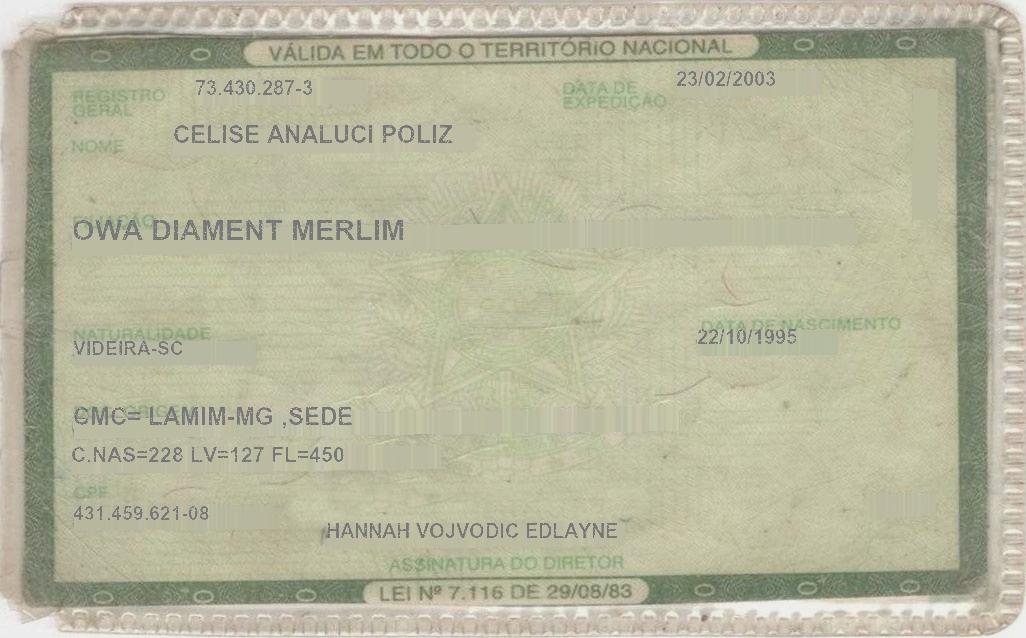 VÁLIDA EM TODO O TERRITÓRIO NACIONAL
REGISTRO GERAL 73.430.287-3 DATA DE EXPEDIÇÃO 23/02/2003
NOME CELISE ANALUCI POLIZ
FILIAÇÃO
OWA DIAMENT MERLIM
NATURALIDADE DATA DE NASCIMENTO
VIDEIRA-SC 22/10/1995
DOC. ORIGEM
CMC= LAMIM-MG ,SEDE
C.NAS=228 LV=127 FL=450
CPF
431.459.621-08
HANNAH VOJVODIC EDLAYNE
ASSINATURA DO DIRETOR
LEI Nº 7.116 DE 29/08/83